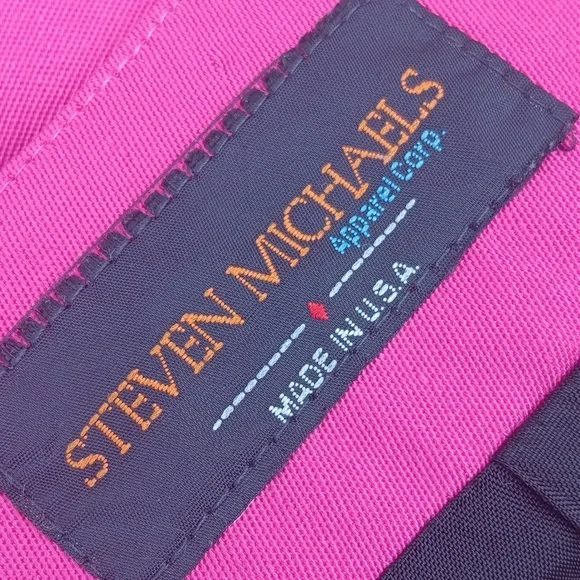 STEVEN MICHAELS
Apparel Corp.
MADE IN U.S.A.